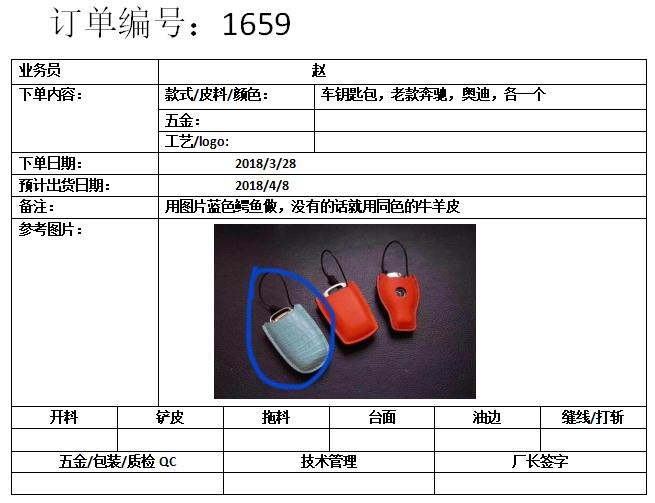 订单编号：1659
业务员 赵
下单内容： 款式/皮料/颜色： 车钥匙包，老款奔驰，奥迪，各一个
五金：
工艺/logo:
下单日期： 2018/3/28
预计出货日期： 2018/4/8
备注： 用图片蓝色鳄鱼做，没有的话就用同色的牛羊皮
参考图片：
开料 铲皮 拖料 台面 油边 缝线/打斩
五金/包装/质检 QC 技术管理 厂长签字